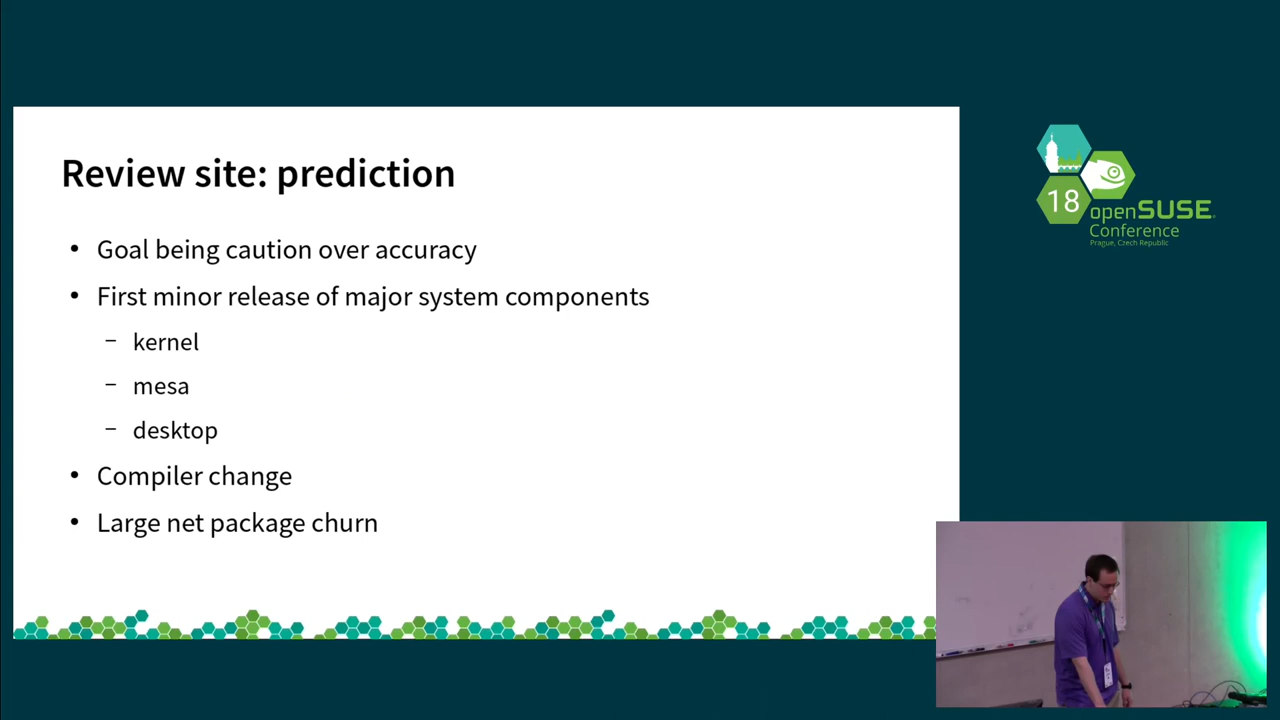 Review site: prediction
• Goal being caution over accuracy
• First minor release of major system components
– kernel
– mesa
– desktop
• Compiler change
• Large net package churn
18
openSUSE
Conference
Prague, Czech Republic